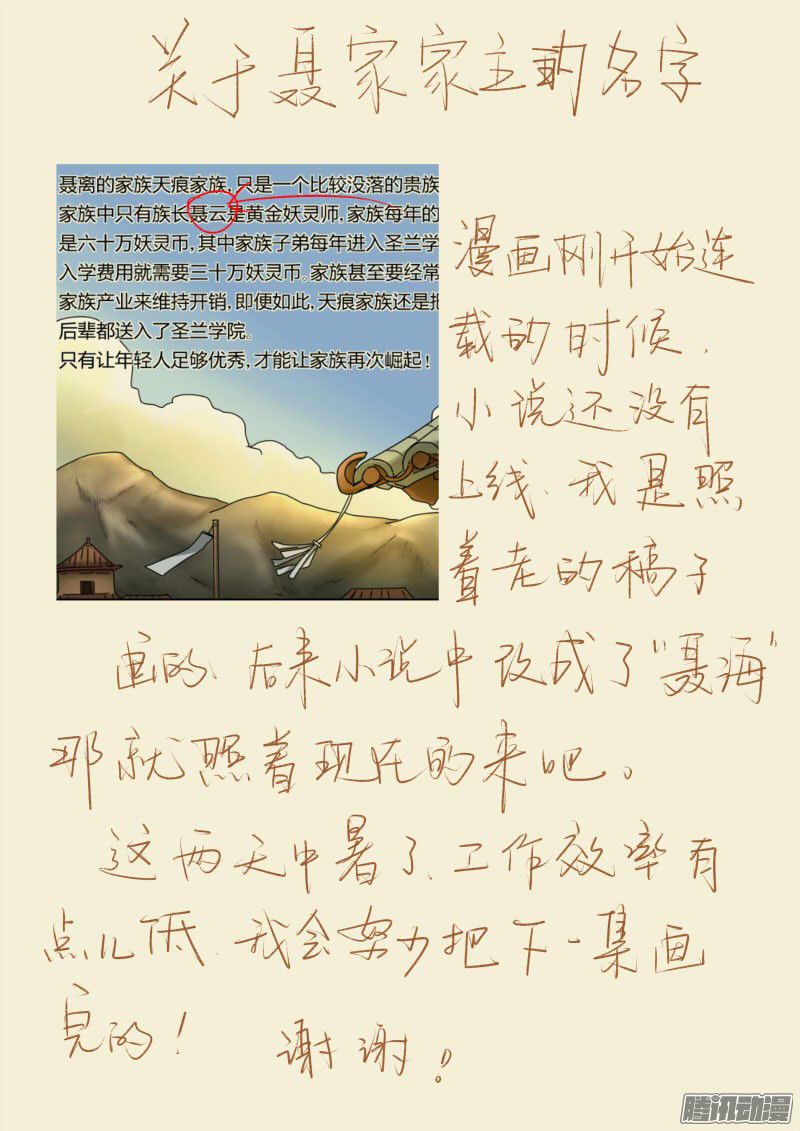 关于聂家家主的名字
聂离的家族天痕家族，只是一个比较没落的贵族
家族中只有族长聂云是黄金妖灵师，家族每年的
是六十万妖灵币，其中家族子弟每年进入圣兰学
入学费用就需要三十万妖灵币。家族甚至要经常
家族产业来维持开销，即便如此，天痕家族还是把
后辈都送入了圣兰学院。
只有让年轻人足够优秀，才能让家族再次崛起！
漫画刚开始连
载的时候，
小说还没有
上线，我是照
着老的稿子
画的，后来小说中改成了“聂海”
那就照着现在的来吧。
这两天中暑了，工作效率有
点儿低，我会努力把下一集画
完的！ 谢谢！
腾讯动漫